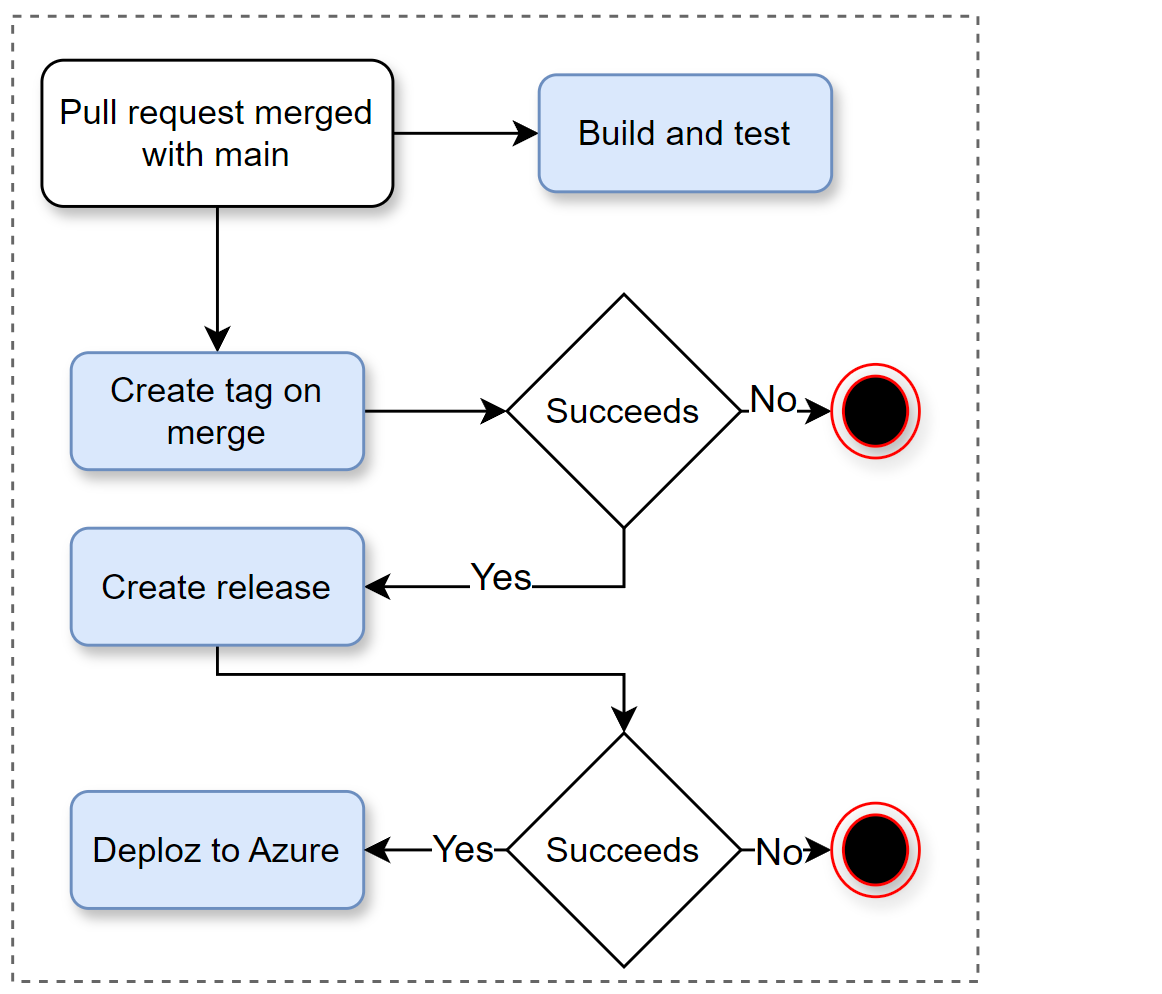 Pull request merged
with main
Build and test
Create tag on
merge
Succeeds
No
Yes
Create release
Deploz to Azure
Yes
Succeeds
No